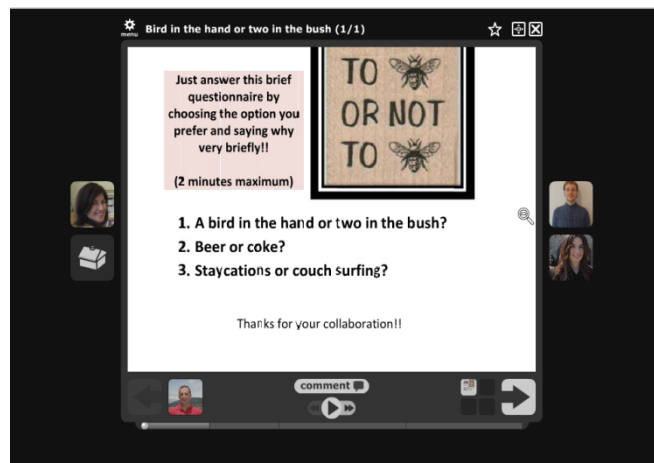 Bird in the hand or two in the bush (1/1)
menu
Just answer this brief
questionnaire by
choosing the option you
prefer and saying why
very briefly!!
(2 minutes maximum)
TO
OR NOT
TO
1. A bird in the hand or two in the bush?
2. Beer or coke?
3. Staycations or couch surfing?
Thanks for your collaboration!!
comment